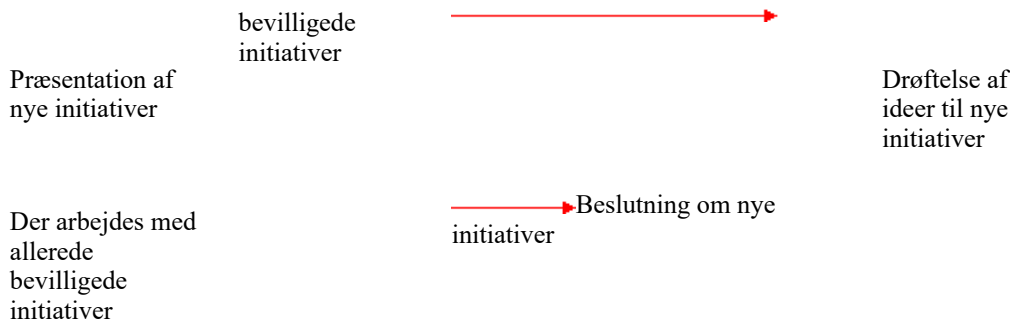 bevilligede
initiativer
Præsentation af
nye initiativer
Drøftelse af
ideer til nye
initiativer
Der arbejdes med
allerede
bevilligede
initiativer
Beslutning om nye
initiativer